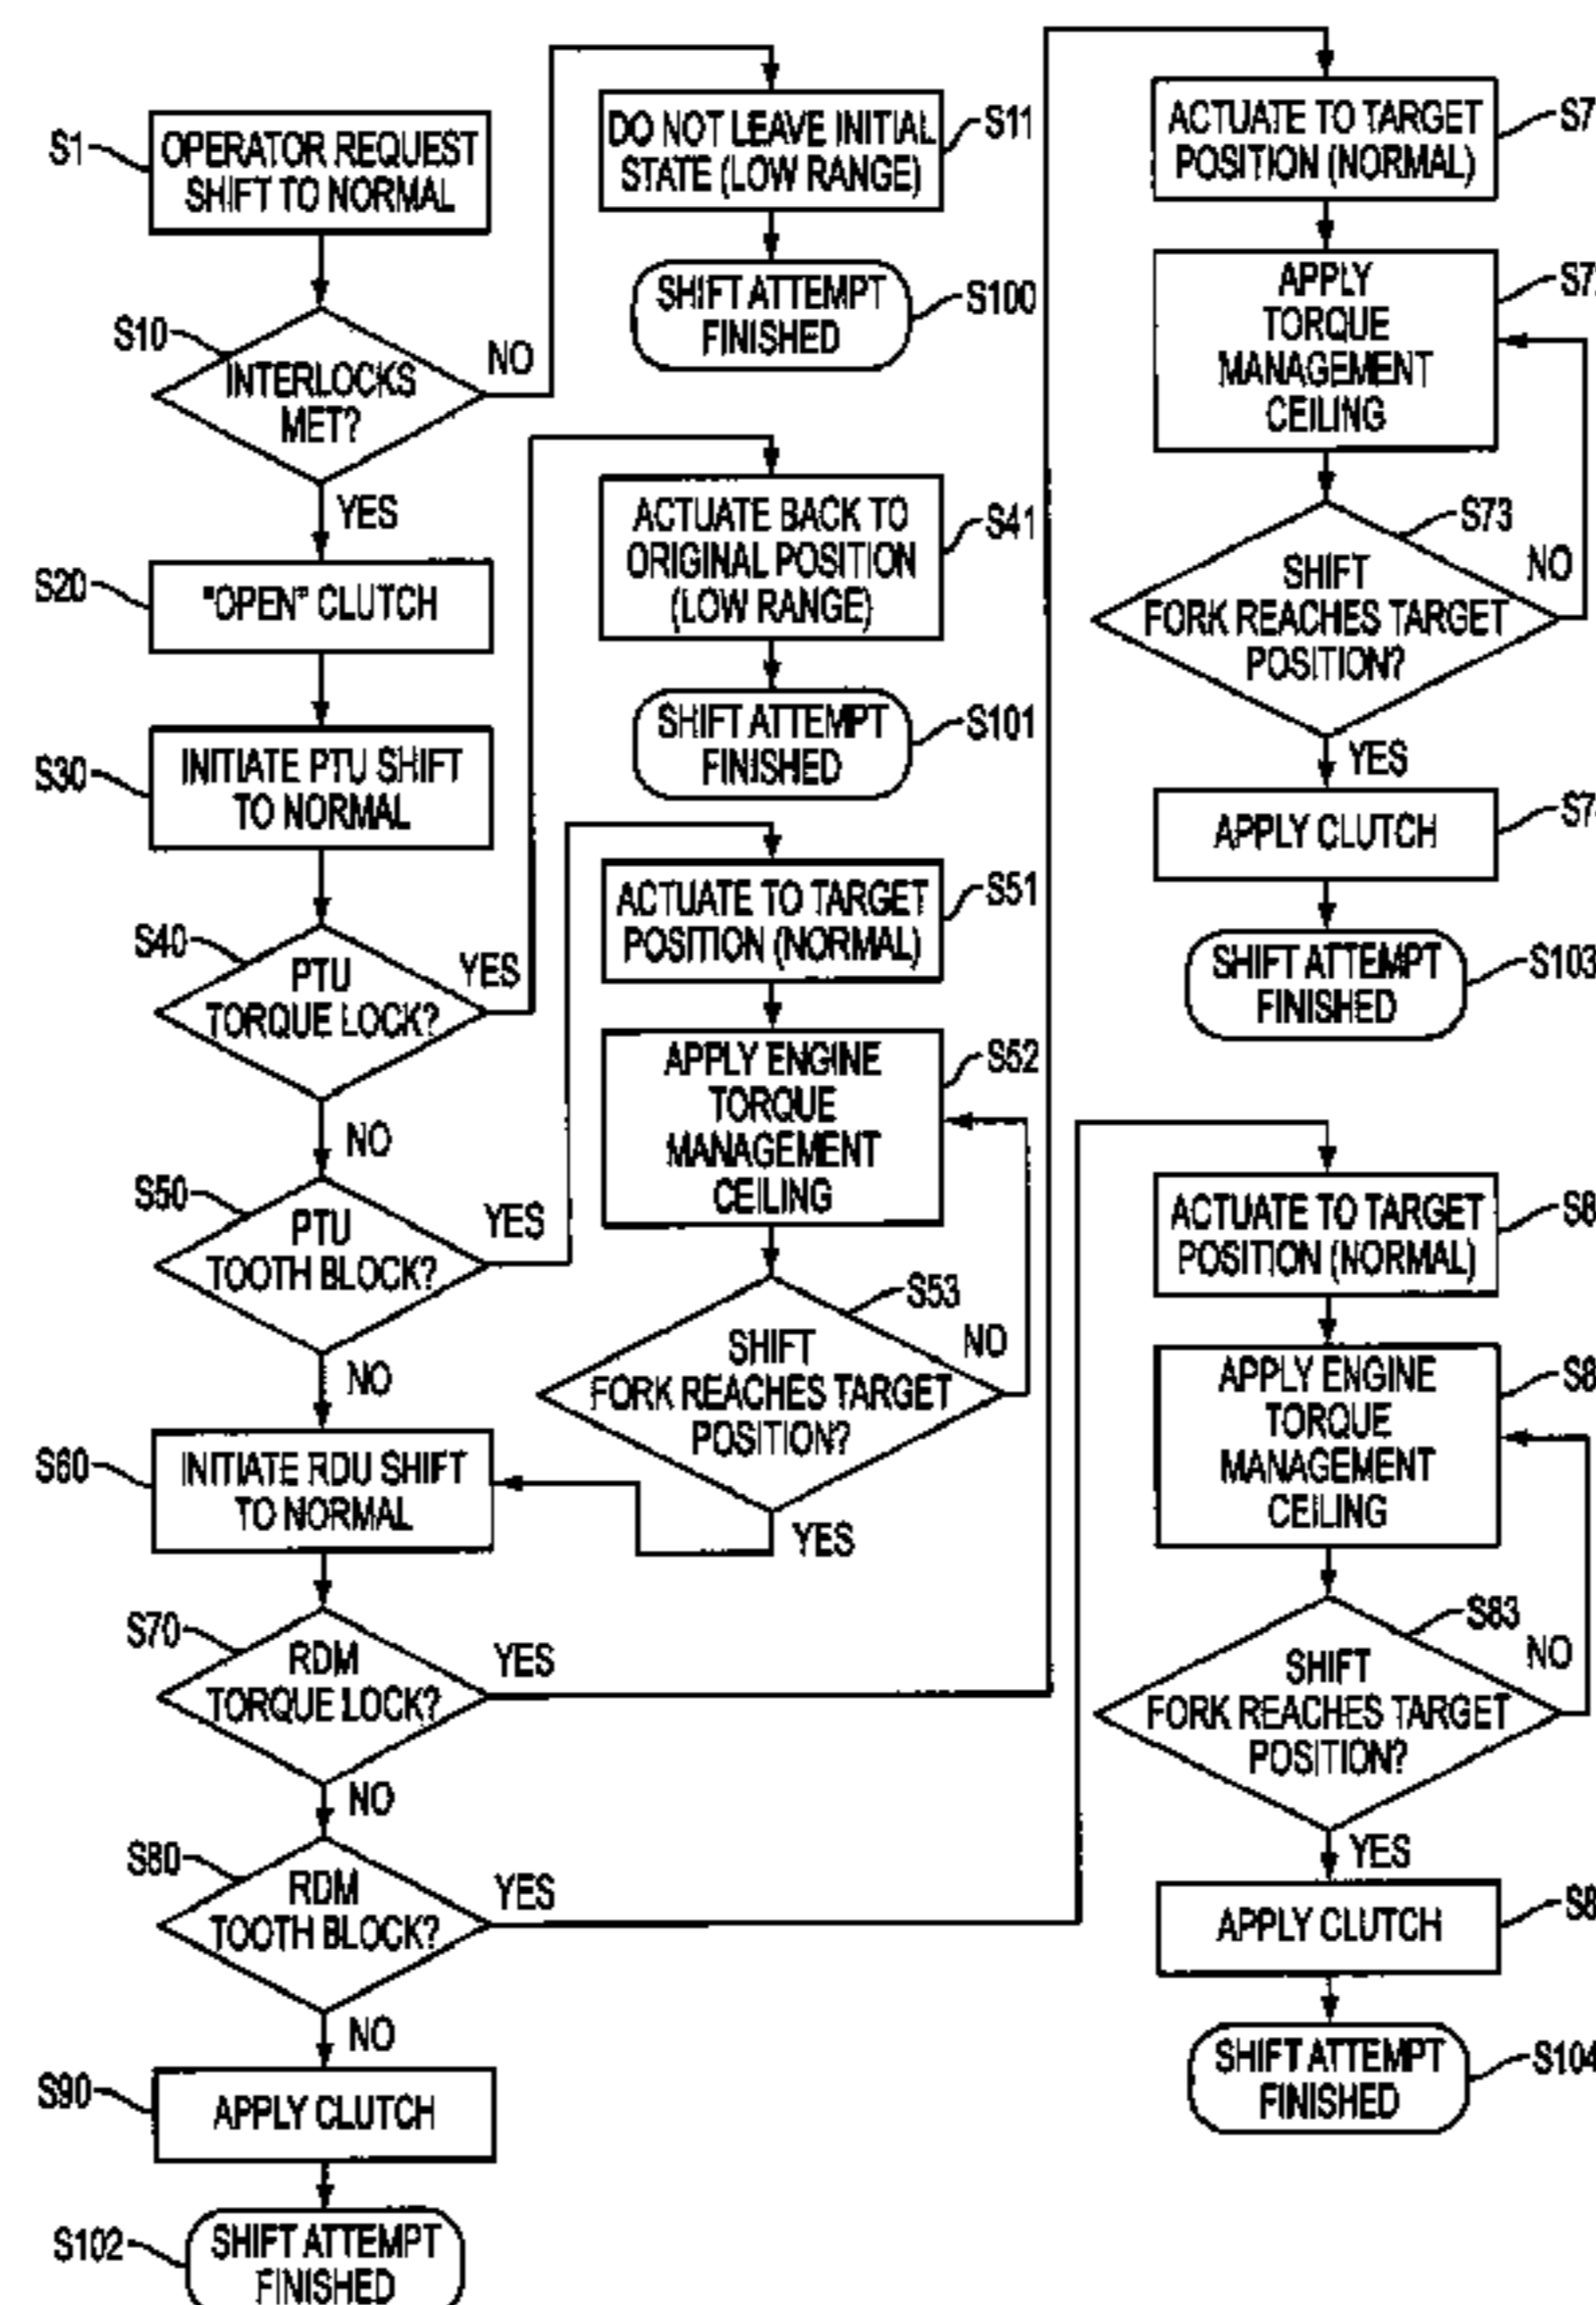 S1
OPERATOR REQUEST
SHIFT TO NORMAL
S10
INTERLOCKS
MET?
NO
YES
DO NOT LEAVE INITIAL
STATE (LOW RANGE)
S11
SHIFT ATTEMPT
FINISHED
S100
S20
"OPEN" CLUTCH
S30
INITIATE PTU SHIFT
TO NORMAL
S40
PTU
TORQUE LOCK?
YES
NO
ACTUATE BACK TO
ORIGINAL POSITION
(LOW RANGE)
S41
SHIFT ATTEMPT
FINISHED
S101
S50
PTU
TOOTH BLOCK?
YES
NO
ACTUATE TO TARGET
POSITION (NORMAL)
S51
APPLY ENGINE
TORQUE
MANAGEMENT
CEILING
S52
S53
SHIFT
FORK REACHES TARGET
POSITION?
NO
YES
S60
INITIATE RDU SHIFT
TO NORMAL
S70
RDM
TORQUE LOCK?
YES
NO
S80
RDM
TOOTH BLOCK?
YES
NO
S90
APPLY CLUTCH
S102
SHIFT ATTEMPT
FINISHED
ACTUATE TO TARGET
POSITION (NORMAL)
APPLY
TORQUE
MANAGEMENT
CEILING
S73
SHIFT
FORK REACHES TARGET
POSITION?
NO
YES
APPLY CLUTCH
SHIFT ATTEMPT
FINISHED
S103
ACTUATE TO TARGET
POSITION (NORMAL)
APPLY ENGINE
TORQUE
MANAGEMENT
CEILING
S83
SHIFT
FORK REACHES TARGET
POSITION?
NO
YES
APPLY CLUTCH
SHIFT ATTEMPT
FINISHED
S104